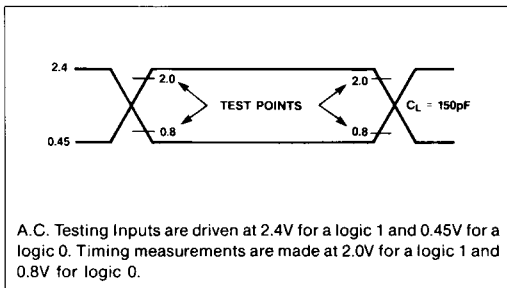 2.4
2.0
2.0
TEST POINTS
CL = 150pF
0.8
0.8
0.45
A.C. Testing Inputs are driven at 2.4V for a logic 1 and 0.45V for a
logic 0. Timing measurements are made at 2.0V for a logic 1 and
0.8V for logic 0.